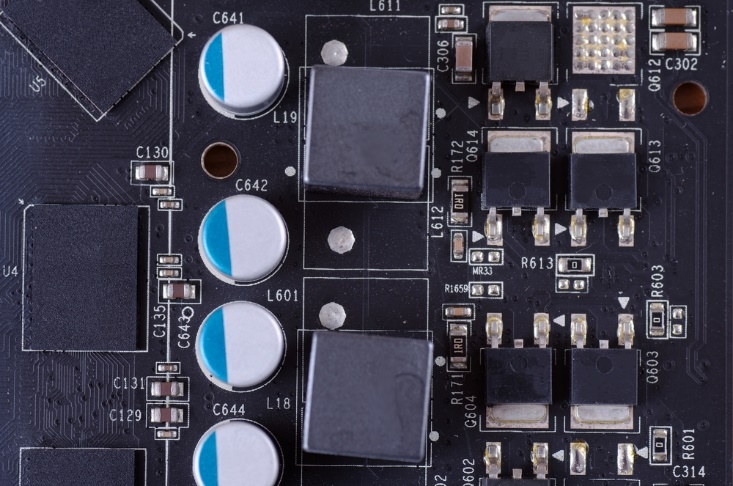 L611
C641
U5
C306
C302
Q612
L19
R172
Q614
Q613
C130
1R0
C642
L612
U4
MR33
R613
R1659
C135
C643
L601
R603
1R0
R171
Q603
C131
L18
Q604
C129
C644
R601
Q602
C314